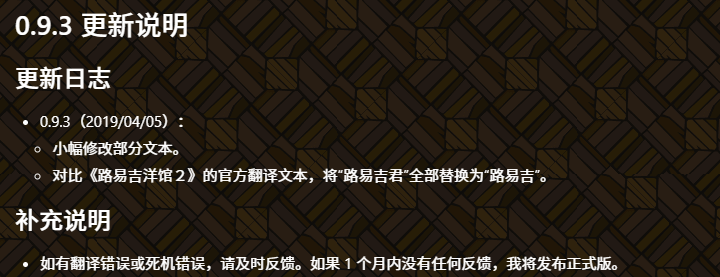 0.9.3 更新说明
更新日志
0.9.3（2019/04/05）：
小幅修改部分文本。
对比《路易吉洋馆２》的官方翻译文本，将“路易吉君”全部替换为“路易吉”。
补充说明
如有翻译错误或死机错误，请及时反馈。如果 1 个月内没有任何反馈，我将发布正式版。